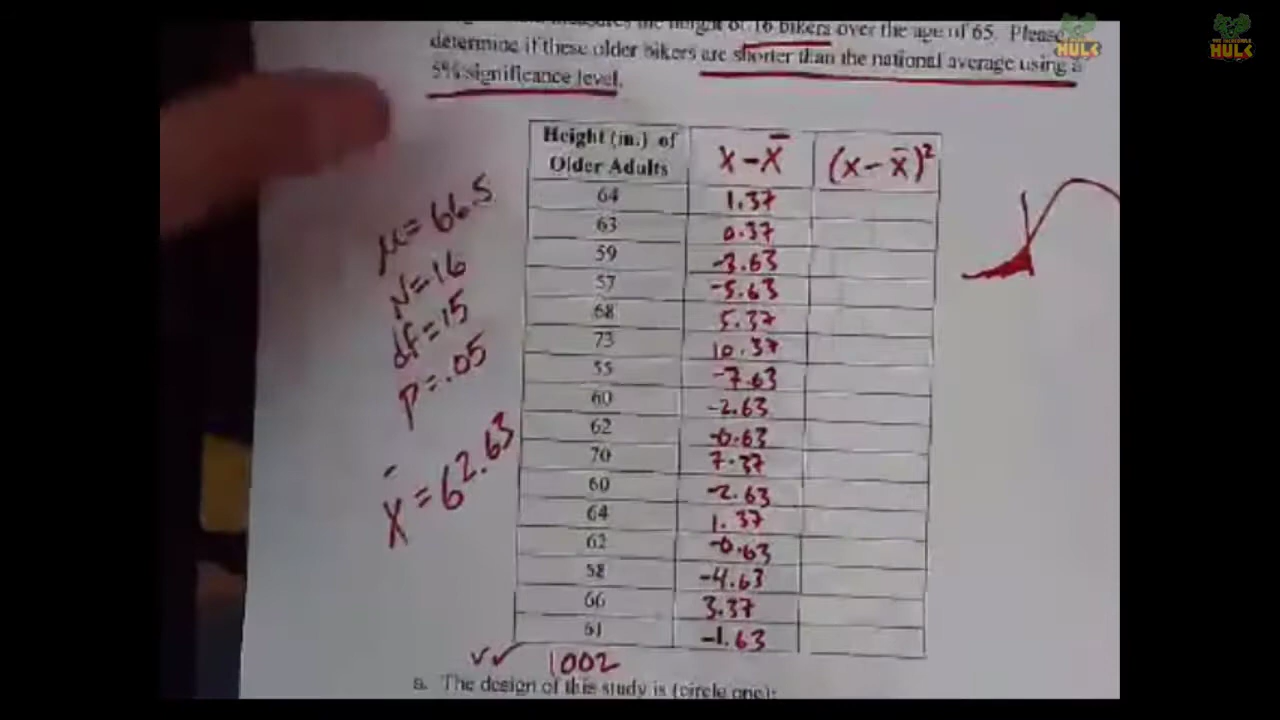 the height of 16 bikers over the age of 65. Please
determine if these older bikers are shorter than the national average using a
5% significance level.
Height (in.) of
Older Adults
X - X̄
(x - x̄)²
64 1.37
63 0.37
59 -3.63
57 -5.63
68 5.37
73 10.37
55 -7.63
60 -2.63
62 -0.63
70 7.37
60 -2.63
64 1.37
62 -0.63
58 -4.63
66 3.37
61 -1.63
1002
μ = 66.5
N = 16
df = 15
P = .05
X̄ = 62.63
a. The design of this study is (circle one):
HULK
THE INCREDIBLE
HULK